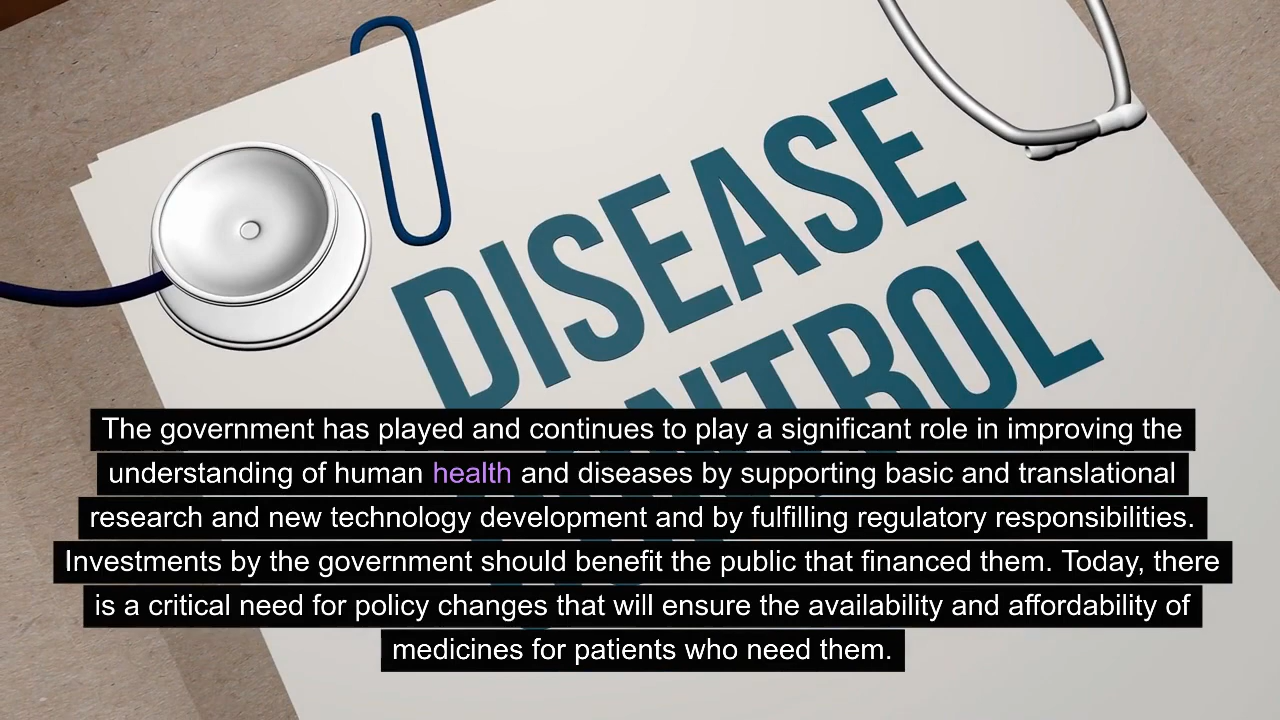 DISEASE
CONTROL
The government has played and continues to play a significant role in improving the
understanding of human health and diseases by supporting basic and translational
research and new technology development and by fulfilling regulatory responsibilities.
Investments by the government should benefit the public that financed them. Today, there
is a critical need for policy changes that will ensure the availability and affordability of
medicines for patients who need them.